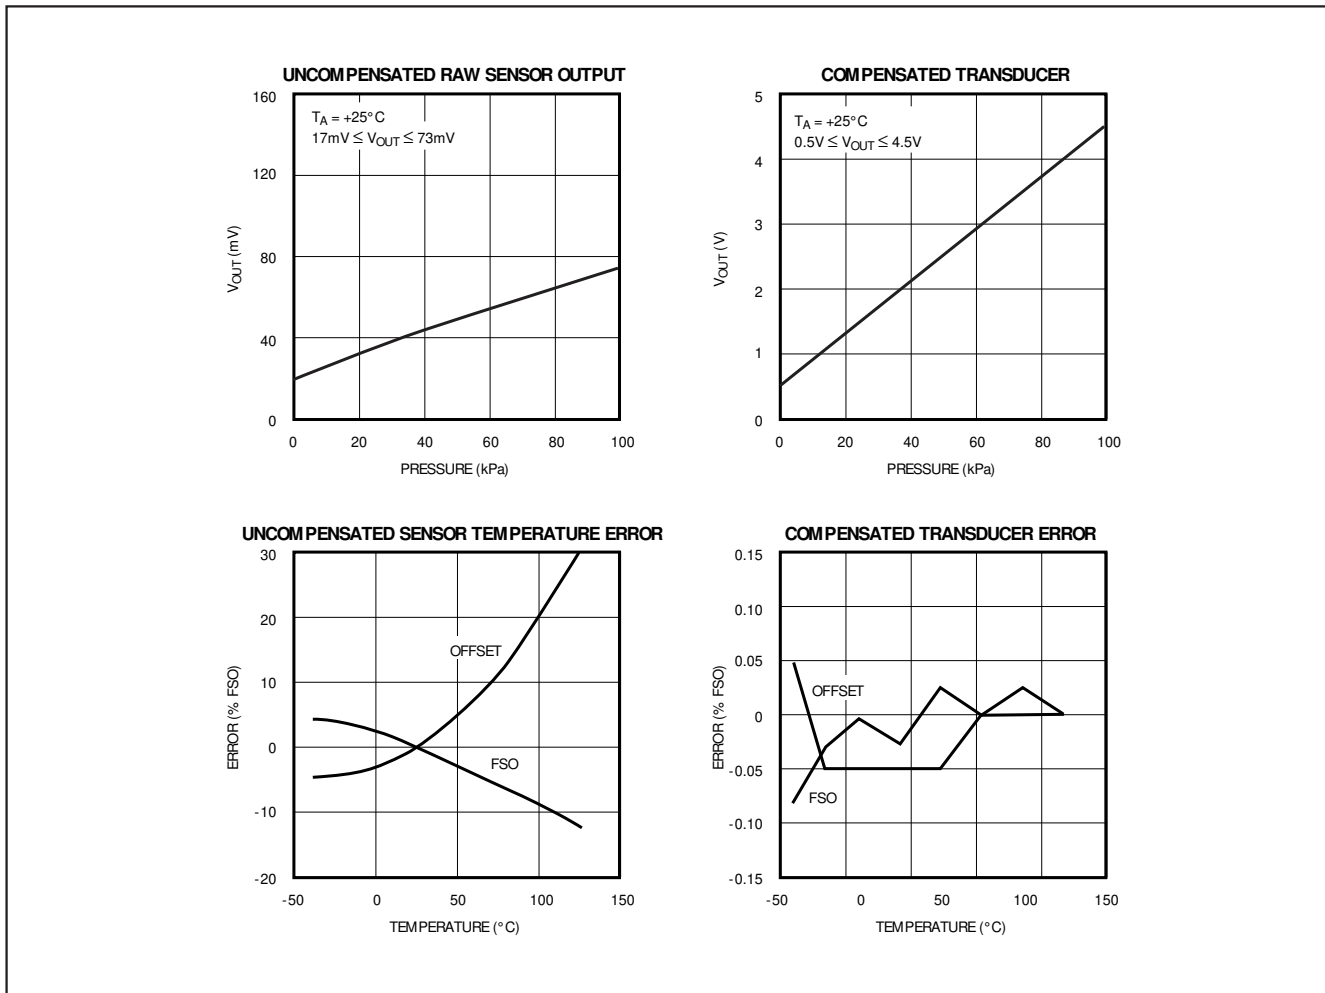 UNCOMPENSATED RAW SENSOR OUTPUT
160
120
80
40
0
V_OUT (mV)
T_A = +25°C
17mV ≤ V_OUT ≤ 73mV
0 20 40 60 80 100
PRESSURE (kPa)
COMPENSATED TRANSDUCER
5
4
3
2
1
0
V_OUT (V)
T_A = +25°C
0.5V ≤ V_OUT ≤ 4.5V
0 20 40 60 80 100
PRESSURE (kPa)
UNCOMPENSATED SENSOR TEMPERATURE ERROR
30
20
10
0
-10
-20
ERROR (% FSO)
OFFSET
FSO
-50 0 50 100 150
TEMPERATURE (°C)
COMPENSATED TRANSDUCER ERROR
0.15
0.10
0.05
0
-0.05
-0.10
-0.15
ERROR (% FSO)
OFFSET
FSO
-50 0 50 100 150
TEMPERATURE (°C)